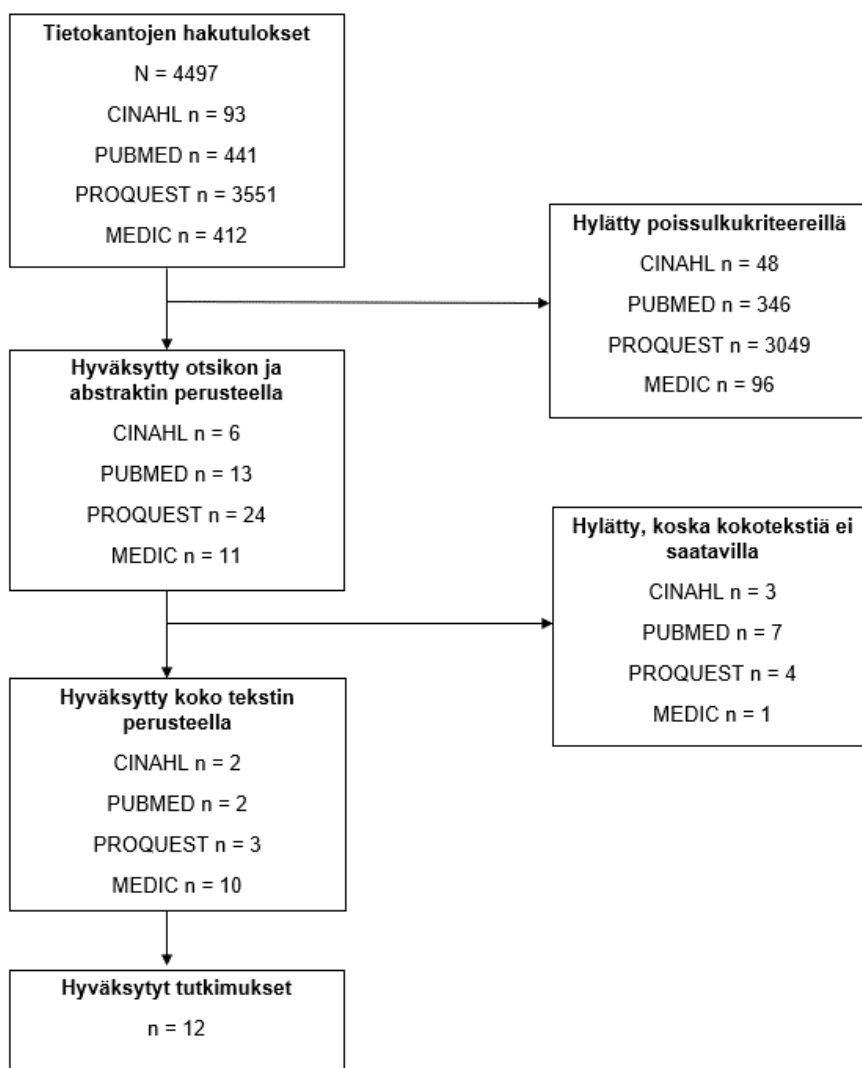 Tietokantojen hakutulokset
N = 4497
CINAHL n = 93
PUBMED n = 441
PROQUEST n = 3551
MEDIC n = 412
Hylätty poissulkukriteereillä
CINAHL n = 48
PUBMED n = 346
PROQUEST n = 3049
MEDIC n = 96
Hyväksytty otsikon ja
abstraktin perusteella
CINAHL n = 6
PUBMED n = 13
PROQUEST n = 24
MEDIC n = 11
Hylätty, koska kokotekstiä ei
saatavilla
CINAHL n = 3
PUBMED n = 7
PROQUEST n = 4
MEDIC n = 1
Hyväksytty koko tekstin
perusteella
CINAHL n = 2
PUBMED n = 2
PROQUEST n = 3
MEDIC n = 10
Hyväksytyt tutkimukset
n = 12